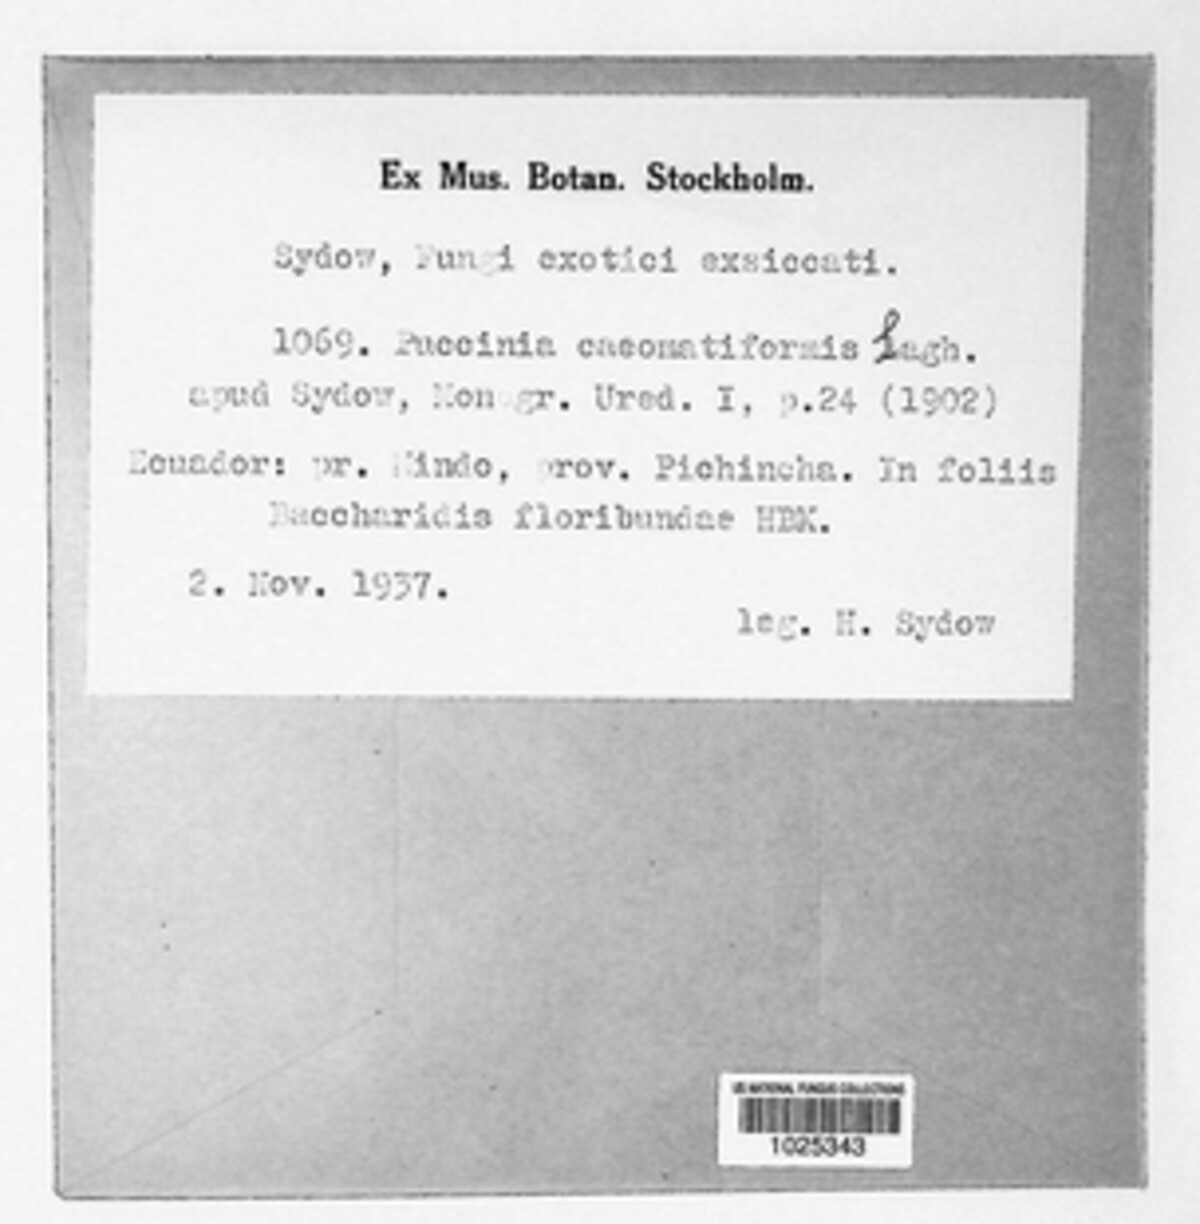 Ex Mus. Botan. Stockholm.
Sydow, Fungi exotici exsiccati.
1069. Puccinia caeomatiformis Lagh.
apud Sydow, Monogr. Ured. I, p.24 (1902)
Ecuador: pr. Mindo, prov. Pichincha. In foliis
Baccharidis floribundae HBK.
2. Nov. 1937.
leg. H. Sydow
US NATIONAL FUNGUS COLLECTIONS
1025343